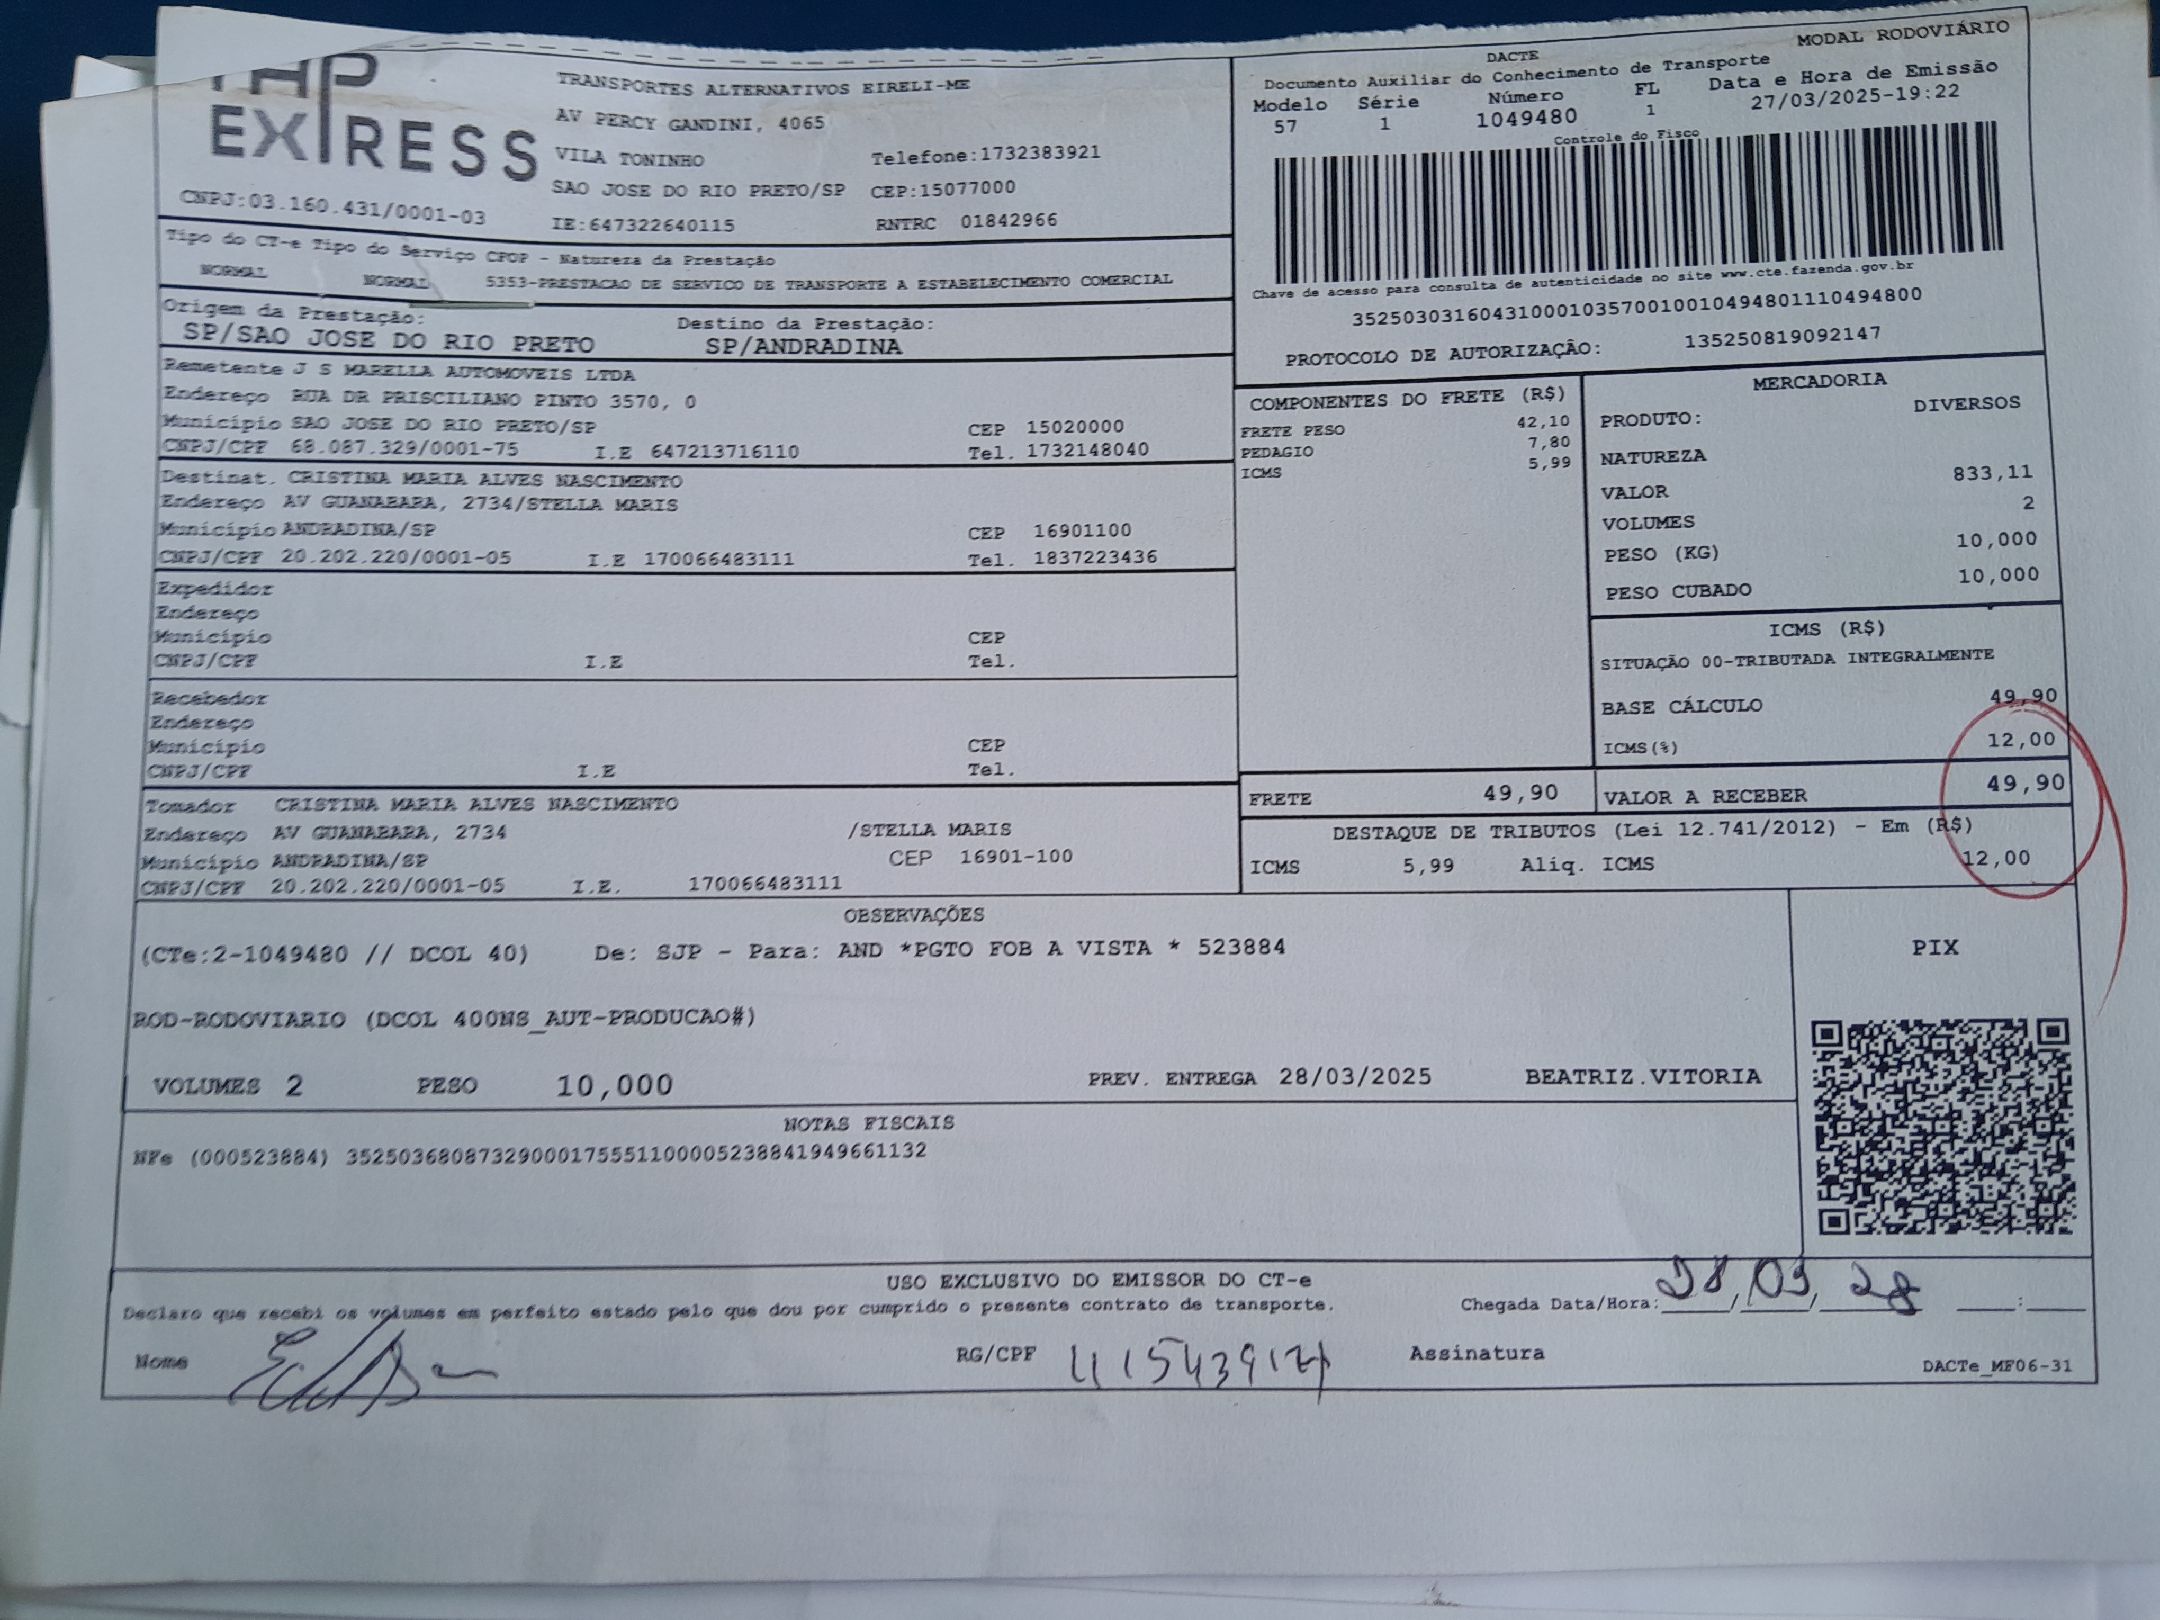 EXPRESS
CNPJ:03.160.431/0001-03
TRANSPORTES ALTERNATIVOS EIRELI-ME
AV PERCY GANDINI, 4065
VILA TONINHO Telefone:1732383921
SAO JOSE DO RIO PRETO/SP CEP:15077000
IE:647322640115 RNTRC 01842966
MODAL RODOVIÁRIO
DACTE
Documento Auxiliar do Conhecimento de Transporte
Modelo Série Número FL Data e Hora de Emissão
57 1 1049480 1 27/03/2025-19:22
Controle do Fisco
Chave de acesso para consulta de autenticidade no site www.cte.fazenda.gov.br
35250303160431000103570010010494801110494800
PROTOCOLO DE AUTORIZAÇÃO: 135250819092147
Tipo do CT-e Tipo do Serviço CFOP - Natureza da Prestação
NORMAL NORMAL 5353-PRESTACAO DE SERVICO DE TRANSPORTE A ESTABELECIMENTO COMERCIAL
Origem da Prestação: Destino da Prestação:
SP/SAO JOSE DO RIO PRETO SP/ANDRADINA
Remetente J S MARELLA AUTOMOVEIS LTDA
Endereço RUA DR PRISCILIANO PINTO 3570, 0
Município SAO JOSE DO RIO PRETO/SP CEP 15020000
CNPJ/CPF 68.087.329/0001-75 I.E 647213716110 Tel. 1732148040
Destinat. CRISTINA MARIA ALVES NASCIMENTO
Endereço AV GUANABARA, 2734/STELLA MARIS
Município ANDRADINA/SP CEP 16901100
CNPJ/CPF 20.202.220/0001-05 I.E 170066483111 Tel. 1837223436
Expedidor
Endereço
Município CEP
CNPJ/CPF I.E Tel.
Recebedor
Endereço
Município CEP
CNPJ/CPF I.E Tel.
Tomador CRISTINA MARIA ALVES NASCIMENTO
Endereço AV GUANABARA, 2734 /STELLA MARIS
Município ANDRADINA/SP CEP 16901-100
CNPJ/CPF 20.202.220/0001-05 I.E. 170066483111
COMPONENTES DO FRETE (R$)
FRETE PESO 42,10
PEDAGIO 7,80
ICMS 5,99
MERCADORIA
PRODUTO: DIVERSOS
NATUREZA
VALOR 833,11
VOLUMES 2
PESO (KG) 10,000
PESO CUBADO 10,000
ICMS (R$)
SITUAÇÃO 00-TRIBUTADA INTEGRALMENTE
BASE CÁLCULO 49,90
ICMS(%) 12,00
FRETE 49,90 VALOR A RECEBER 49,90
DESTAQUE DE TRIBUTOS (Lei 12.741/2012) - Em (R$)
ICMS 5,99 Aliq. ICMS 12,00
OBSERVAÇÕES
(CTe:2-1049480 // DCOL 40) De: SJP - Para: AND *PGTO FOB A VISTA * 523884
ROD-RODOVIARIO (DCOL 400NS_AUT-PRODUCAO#)
VOLUMES 2 PESO 10,000 PREV. ENTREGA 28/03/2025 BEATRIZ.VITORIA
PIX
NOTAS FISCAIS
NFe (000523884) 35250368087329000175551100005238841949661132
USO EXCLUSIVO DO EMISSOR DO CT-e
Declaro que recebi os volumes em perfeito estado pelo que dou por cumprido o presente contrato de transporte. Chegada Data/Hora: 28/03/28 :
Nome RG/CPF Assinatura
DACTe_MF06-31